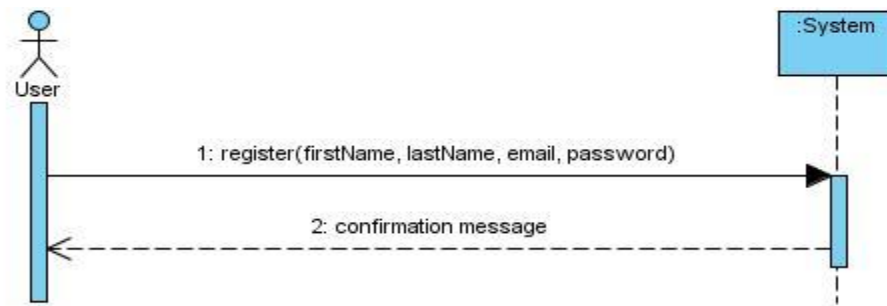 :System
User
1: register(firstName, lastName, email, password)
2: confirmation message